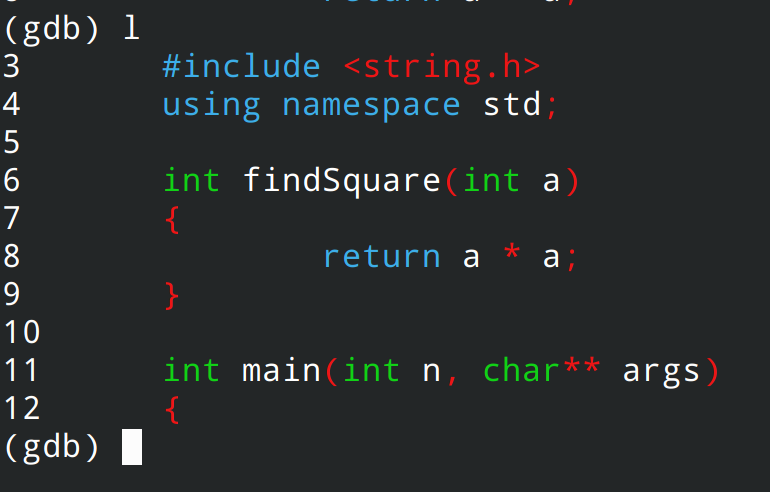 return a * a;
(gdb) l
3 #include <string.h>
4 using namespace std;
5
6 int findSquare(int a)
7 {
8 return a * a;
9 }
10
11 int main(int n, char** args)
12 {
(gdb)